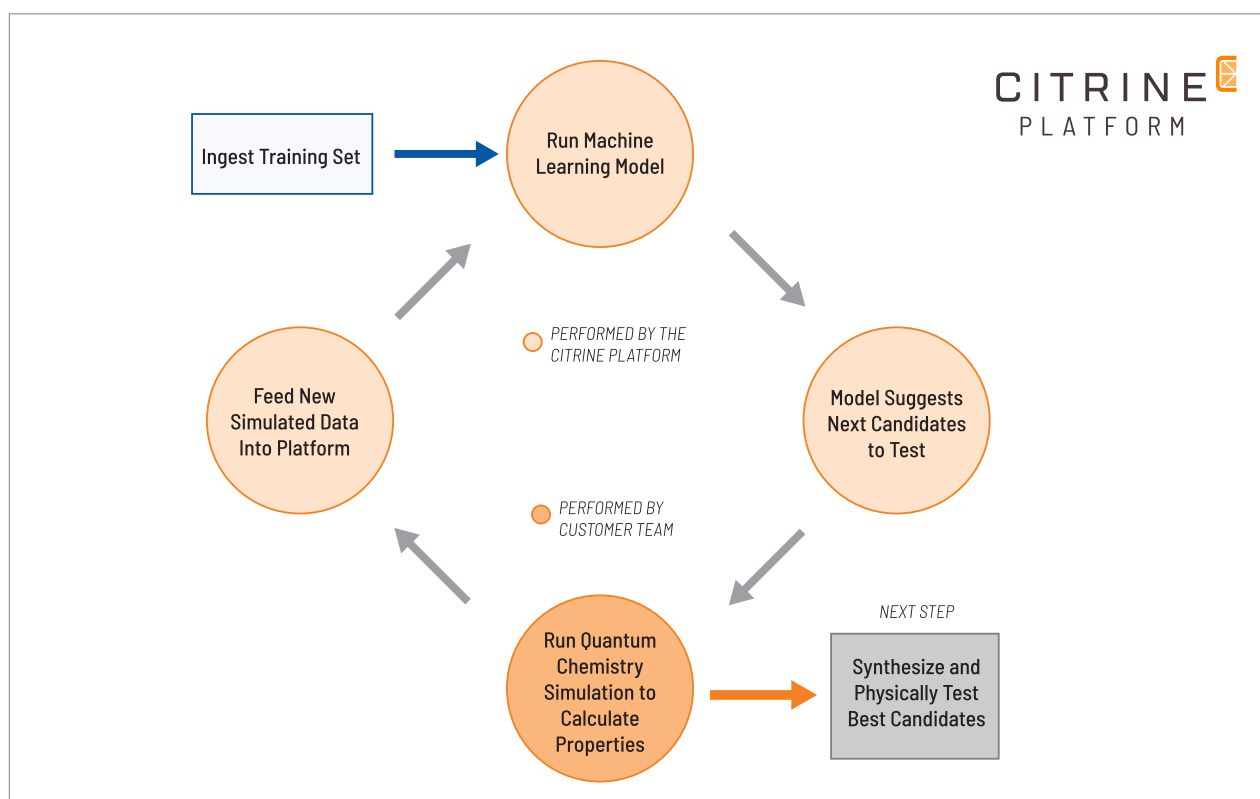 CITRINE
PLATFORM
Ingest Training Set
Run Machine
Learning Model
PERFORMED BY THE
CITRINE PLATFORM
Feed New
Simulated Data
Into Platform
Model Suggests
Next Candidates
to Test
PERFORMED BY
CUSTOMER TEAM
Run Quantum
Chemistry
Simulation to
Calculate
Properties
NEXT STEP
Synthesize and
Physically Test
Best Candidates